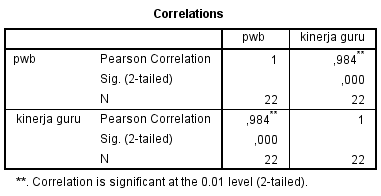 Correlations
pwb kinerja guru
pwb Pearson Correlation 1 ,984**
Sig. (2-tailed) ,000
N 22 22
kinerja guru Pearson Correlation ,984** 1
Sig. (2-tailed) ,000
N 22 22
**. Correlation is significant at the 0.01 level (2-tailed).